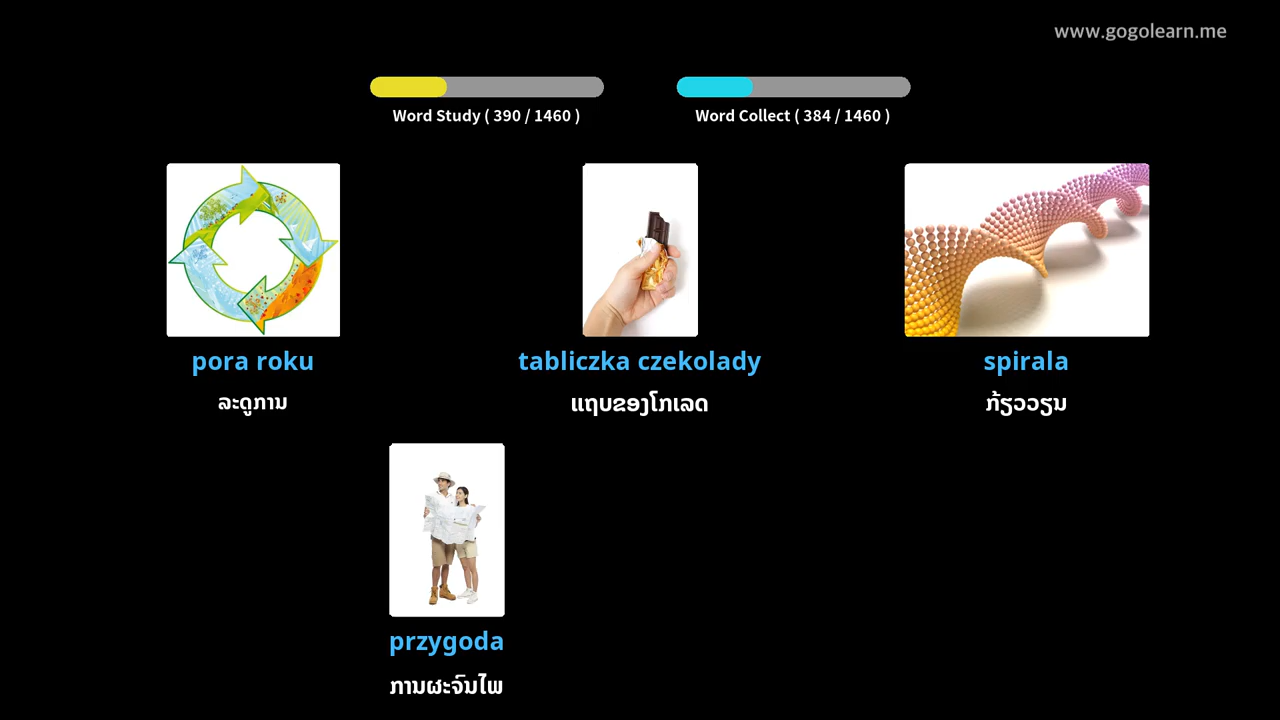 www.gogolearn.me
Word Study ( 390 / 1460 )
Word Collect ( 384 / 1460 )
pora roku
ລະດູການ
tabliczka czekolady
ແຖບຂອງໂກເລດ
spirala
ກ້ຽວວຽນ
przygoda
ການຜະຈົນໄພ